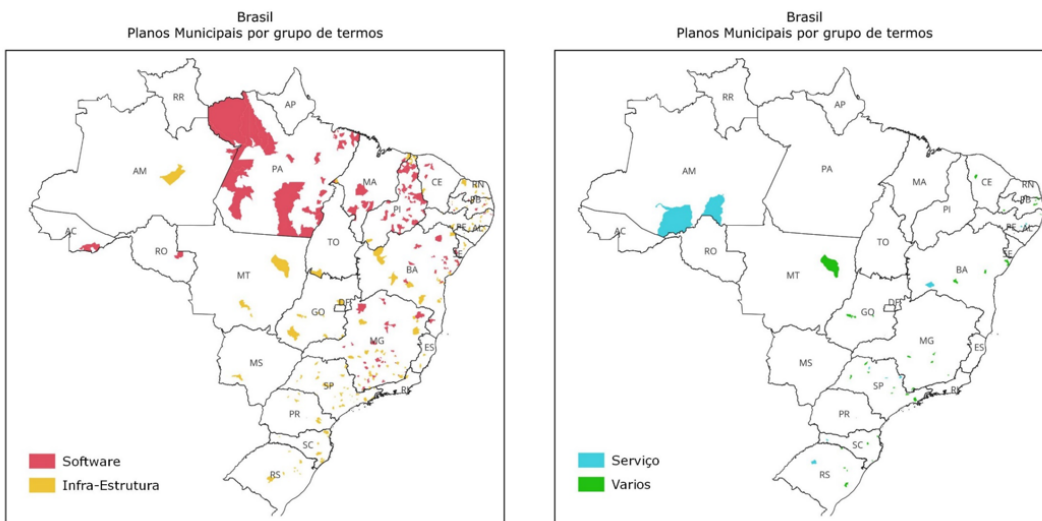 Brasil
Planos Municipais por grupo de termos
RR
AP
AM
PA
MA
CE
RN
PB
PI
PE
AL
AC
SE
TO
RO
BA
MT
DF
GO
MG
ES
MS
SP
RJ
PR
SC
RS
Software
Infra-Estrutura
Brasil
Planos Municipais por grupo de termos
RR
AP
AM
PA
MA
CE
RN
PB
PI
PE
AL
AC
SE
TO
RO
BA
MT
DF
GO
MG
ES
MS
SP
RJ
PR
SC
RS
Serviço
Varios